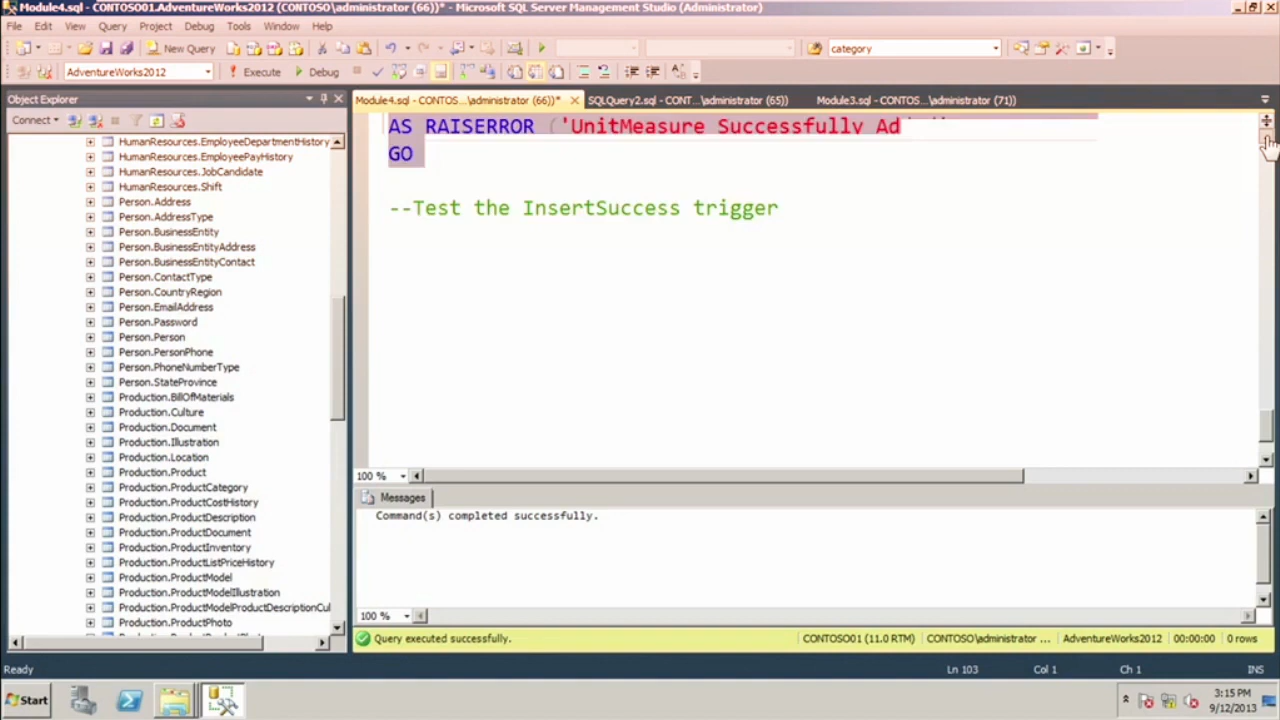 Module4.sql - CONTOSO01.AdventureWorks2012 (CONTOSO\administrator (66))* - Microsoft SQL Server Management Studio (Administrator)
File Edit View Query Project Debug Tools Window Help
New Query
category
AdventureWorks2012
Execute
Debug
Object Explorer
Connect
HumanResources.EmployeeDepartmentHistory
HumanResources.EmployeePayHistory
HumanResources.JobCandidate
HumanResources.Shift
Person.Address
Person.AddressType
Person.BusinessEntity
Person.BusinessEntityAddress
Person.BusinessEntityContact
Person.ContactType
Person.CountryRegion
Person.EmailAddress
Person.Password
Person.Person
Person.PersonPhone
Person.PhoneNumberType
Person.StateProvince
Production.BillOfMaterials
Production.Culture
Production.Document
Production.Illustration
Production.Location
Production.Product
Production.ProductCategory
Production.ProductCostHistory
Production.ProductDescription
Production.ProductDocument
Production.ProductInventory
Production.ProductListPriceHistory
Production.ProductModel
Production.ProductModelIllustration
Production.ProductModelProductDescriptionCul
Production.ProductPhoto
Module4.sql - CONTOS...\administrator (66))*
SQLQuery2.sql - CONT...\administrator (65))
Module3.sql - CONTOS...\administrator (71))
AS RAISERROR ('UnitMeasure Successfully Ad
GO
--Test the InsertSuccess trigger
100 %
Messages
Command(s) completed successfully.
100 %
Query executed successfully.
CONTOSO01 (11.0 RTM)
CONTOSO\administrator ...
AdventureWorks2012
00:00:00
0 rows
Ready
Ln 103
Col 1
Ch 1
INS
Start
3:15 PM
9/12/2013